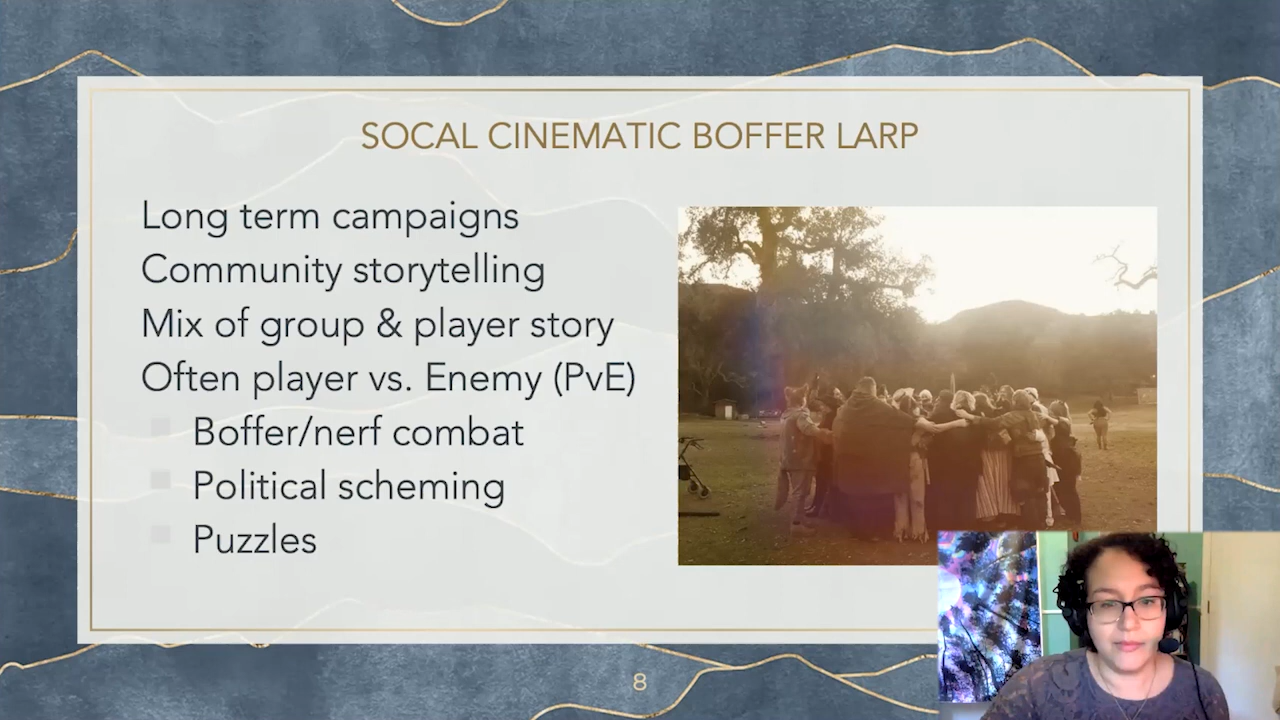 SOCAL CINEMATIC BOFFER LARP
Long term campaigns
Community storytelling
Mix of group & player story
Often player vs. Enemy (PvE)
Boffer/nerf combat
Political scheming
Puzzles
8